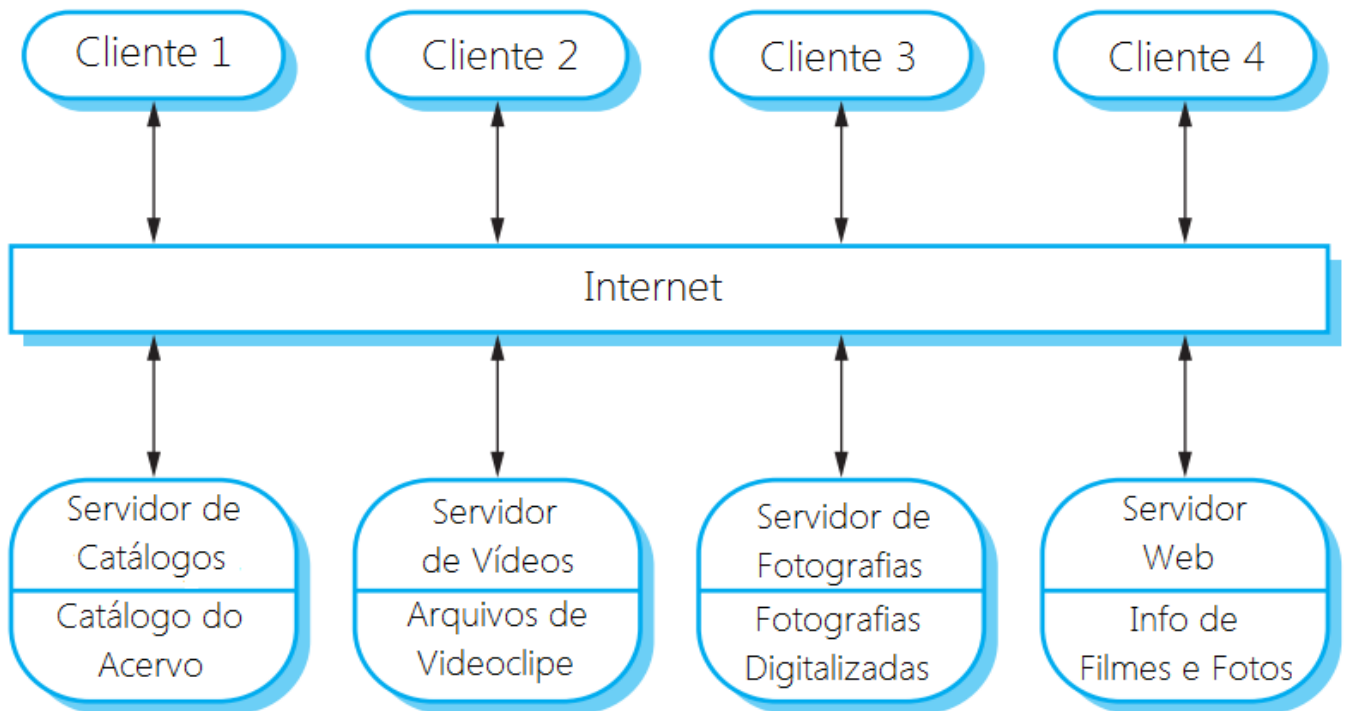 Cliente 1
Cliente 2
Cliente 3
Cliente 4
Internet
Servidor de
Catálogos
Catálogo do
Acervo
Servidor
de Vídeos
Arquivos de
Videoclipe
Servidor de
Fotografias
Fotografias
Digitalizadas
Servidor
Web
Info de
Filmes e Fotos